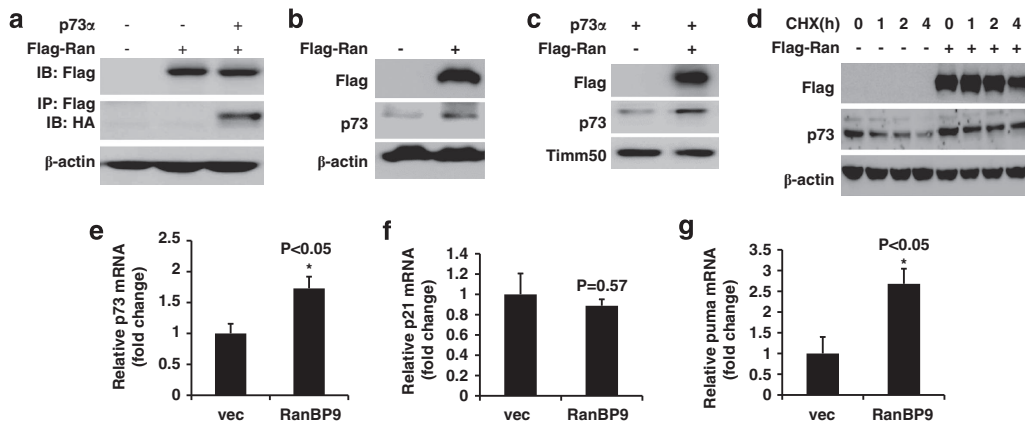 a
p73α - - +
Flag-Ran - + +
IB: Flag
IP: Flag
IB: HA
β-actin
b
Flag-Ran - +
Flag
p73
β-actin
c
p73α + +
Flag-Ran - +
Flag
p73
Timm50
d
CHX(h) 0 1 2 4 0 1 2 4
Flag-Ran - - - - + + + +
Flag
p73
β-actin
e
Relative p73 mRNA
(fold change)
2.5
2
1.5
1
0.5
0
P<0.05
*
vec RanBP9
f
Relative p21 mRNA
(fold change)
1.4
1.2
1
0.8
0.6
0.4
0.2
0
P=0.57
vec RanBP9
g
Relative puma mRNA
(fold change)
3.5
3
2.5
2
1.5
1
0.5
0
P<0.05
*
vec RanBP9